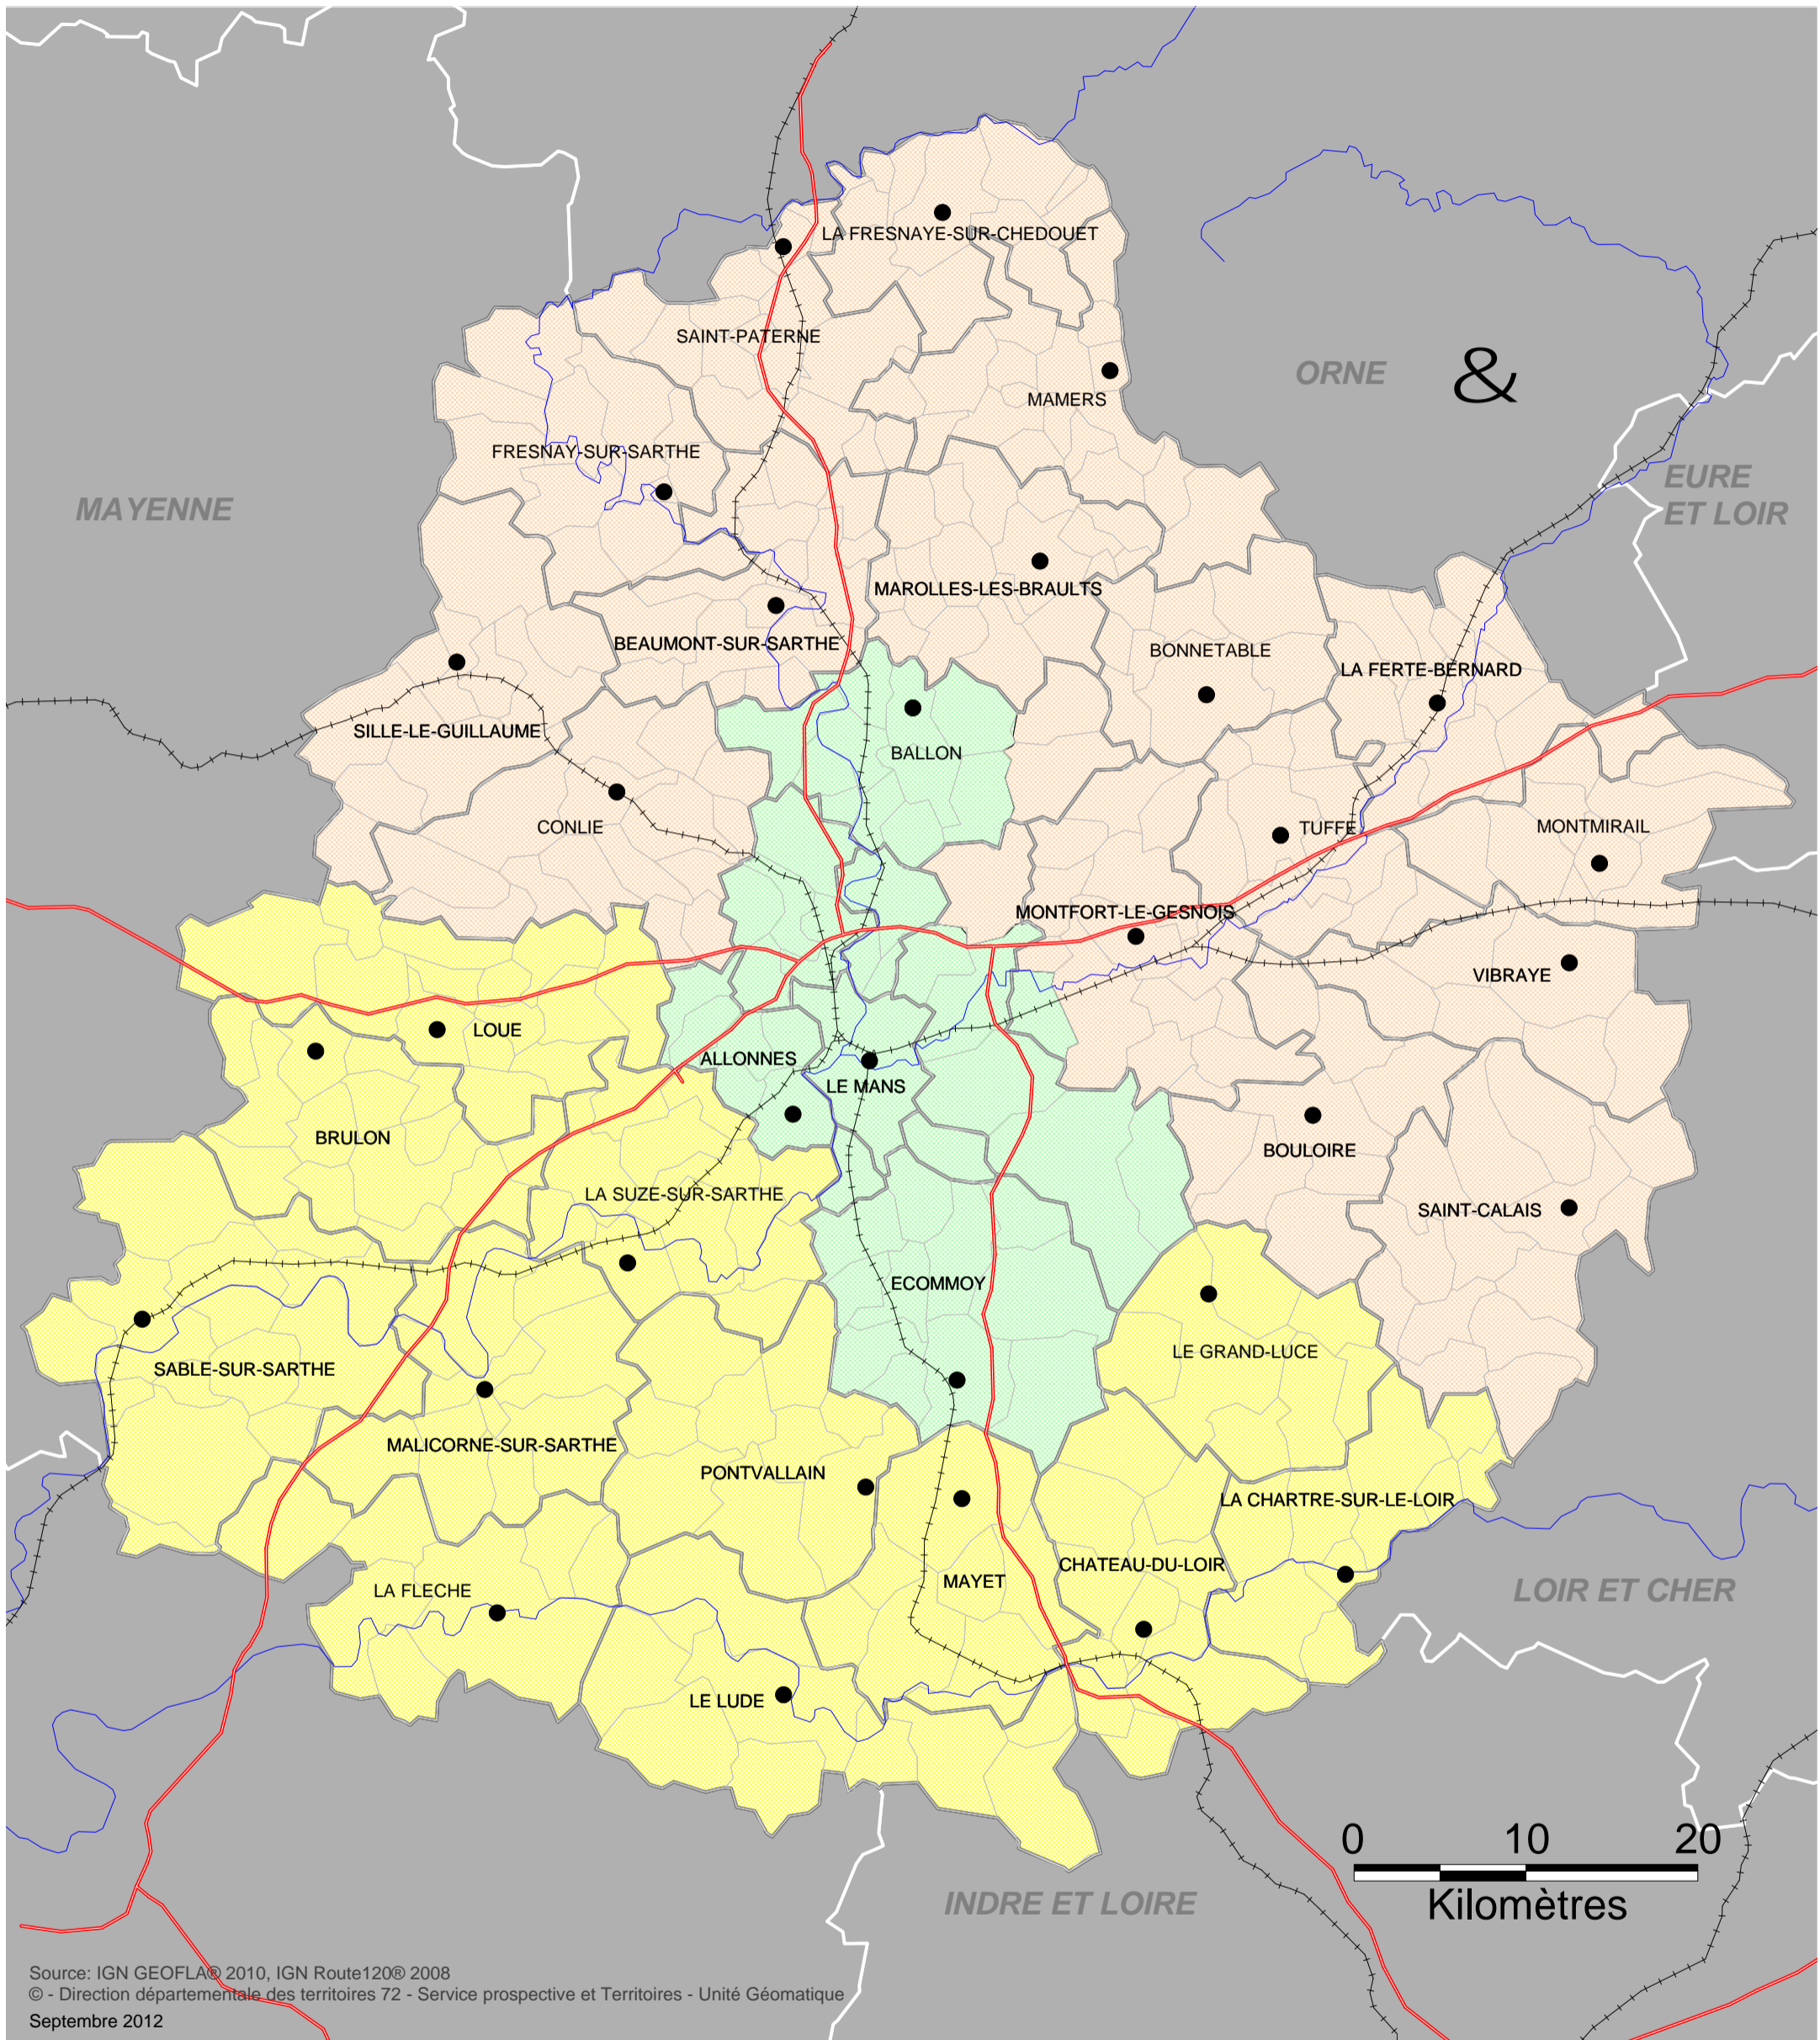 LA FRESNAYE-SUR-CHEDOUET
SAINT-PATERNE
ORNE
&
MAMERS
FRESNAY-SUR-SARTHE
MAYENNE
EURE
ET LOIR
MAROLLES-LES-BRAULTS
BEAUMONT-SUR-SARTHE
BONNETABLE
LA FERTE-BERNARD
SILLE-LE-GUILLAUME
BALLON
CONLIE
TUFFE
MONTMIRAIL
MONTFORT-LE-GESNOIS
VIBRAYE
LOUE
ALLONNES
LE MANS
BRULON
BOULOIRE
LA SUZE-SUR-SARTHE
SAINT-CALAIS
ECOMMOY
LE GRAND-LUCE
SABLE-SUR-SARTHE
MALICORNE-SUR-SARTHE
PONTVALLAIN
LA CHARTRE-SUR-LE-LOIR
CHATEAU-DU-LOIR
MAYET
LA FLECHE
LOIR ET CHER
LE LUDE
0 10 20
Kilomètres
INDRE ET LOIRE
Source: IGN GEOFLA® 2010, IGN Route120® 2008
© - Direction départementale des territoires 72 - Service prospective et Territoires - Unité Géomatique
Septembre 2012